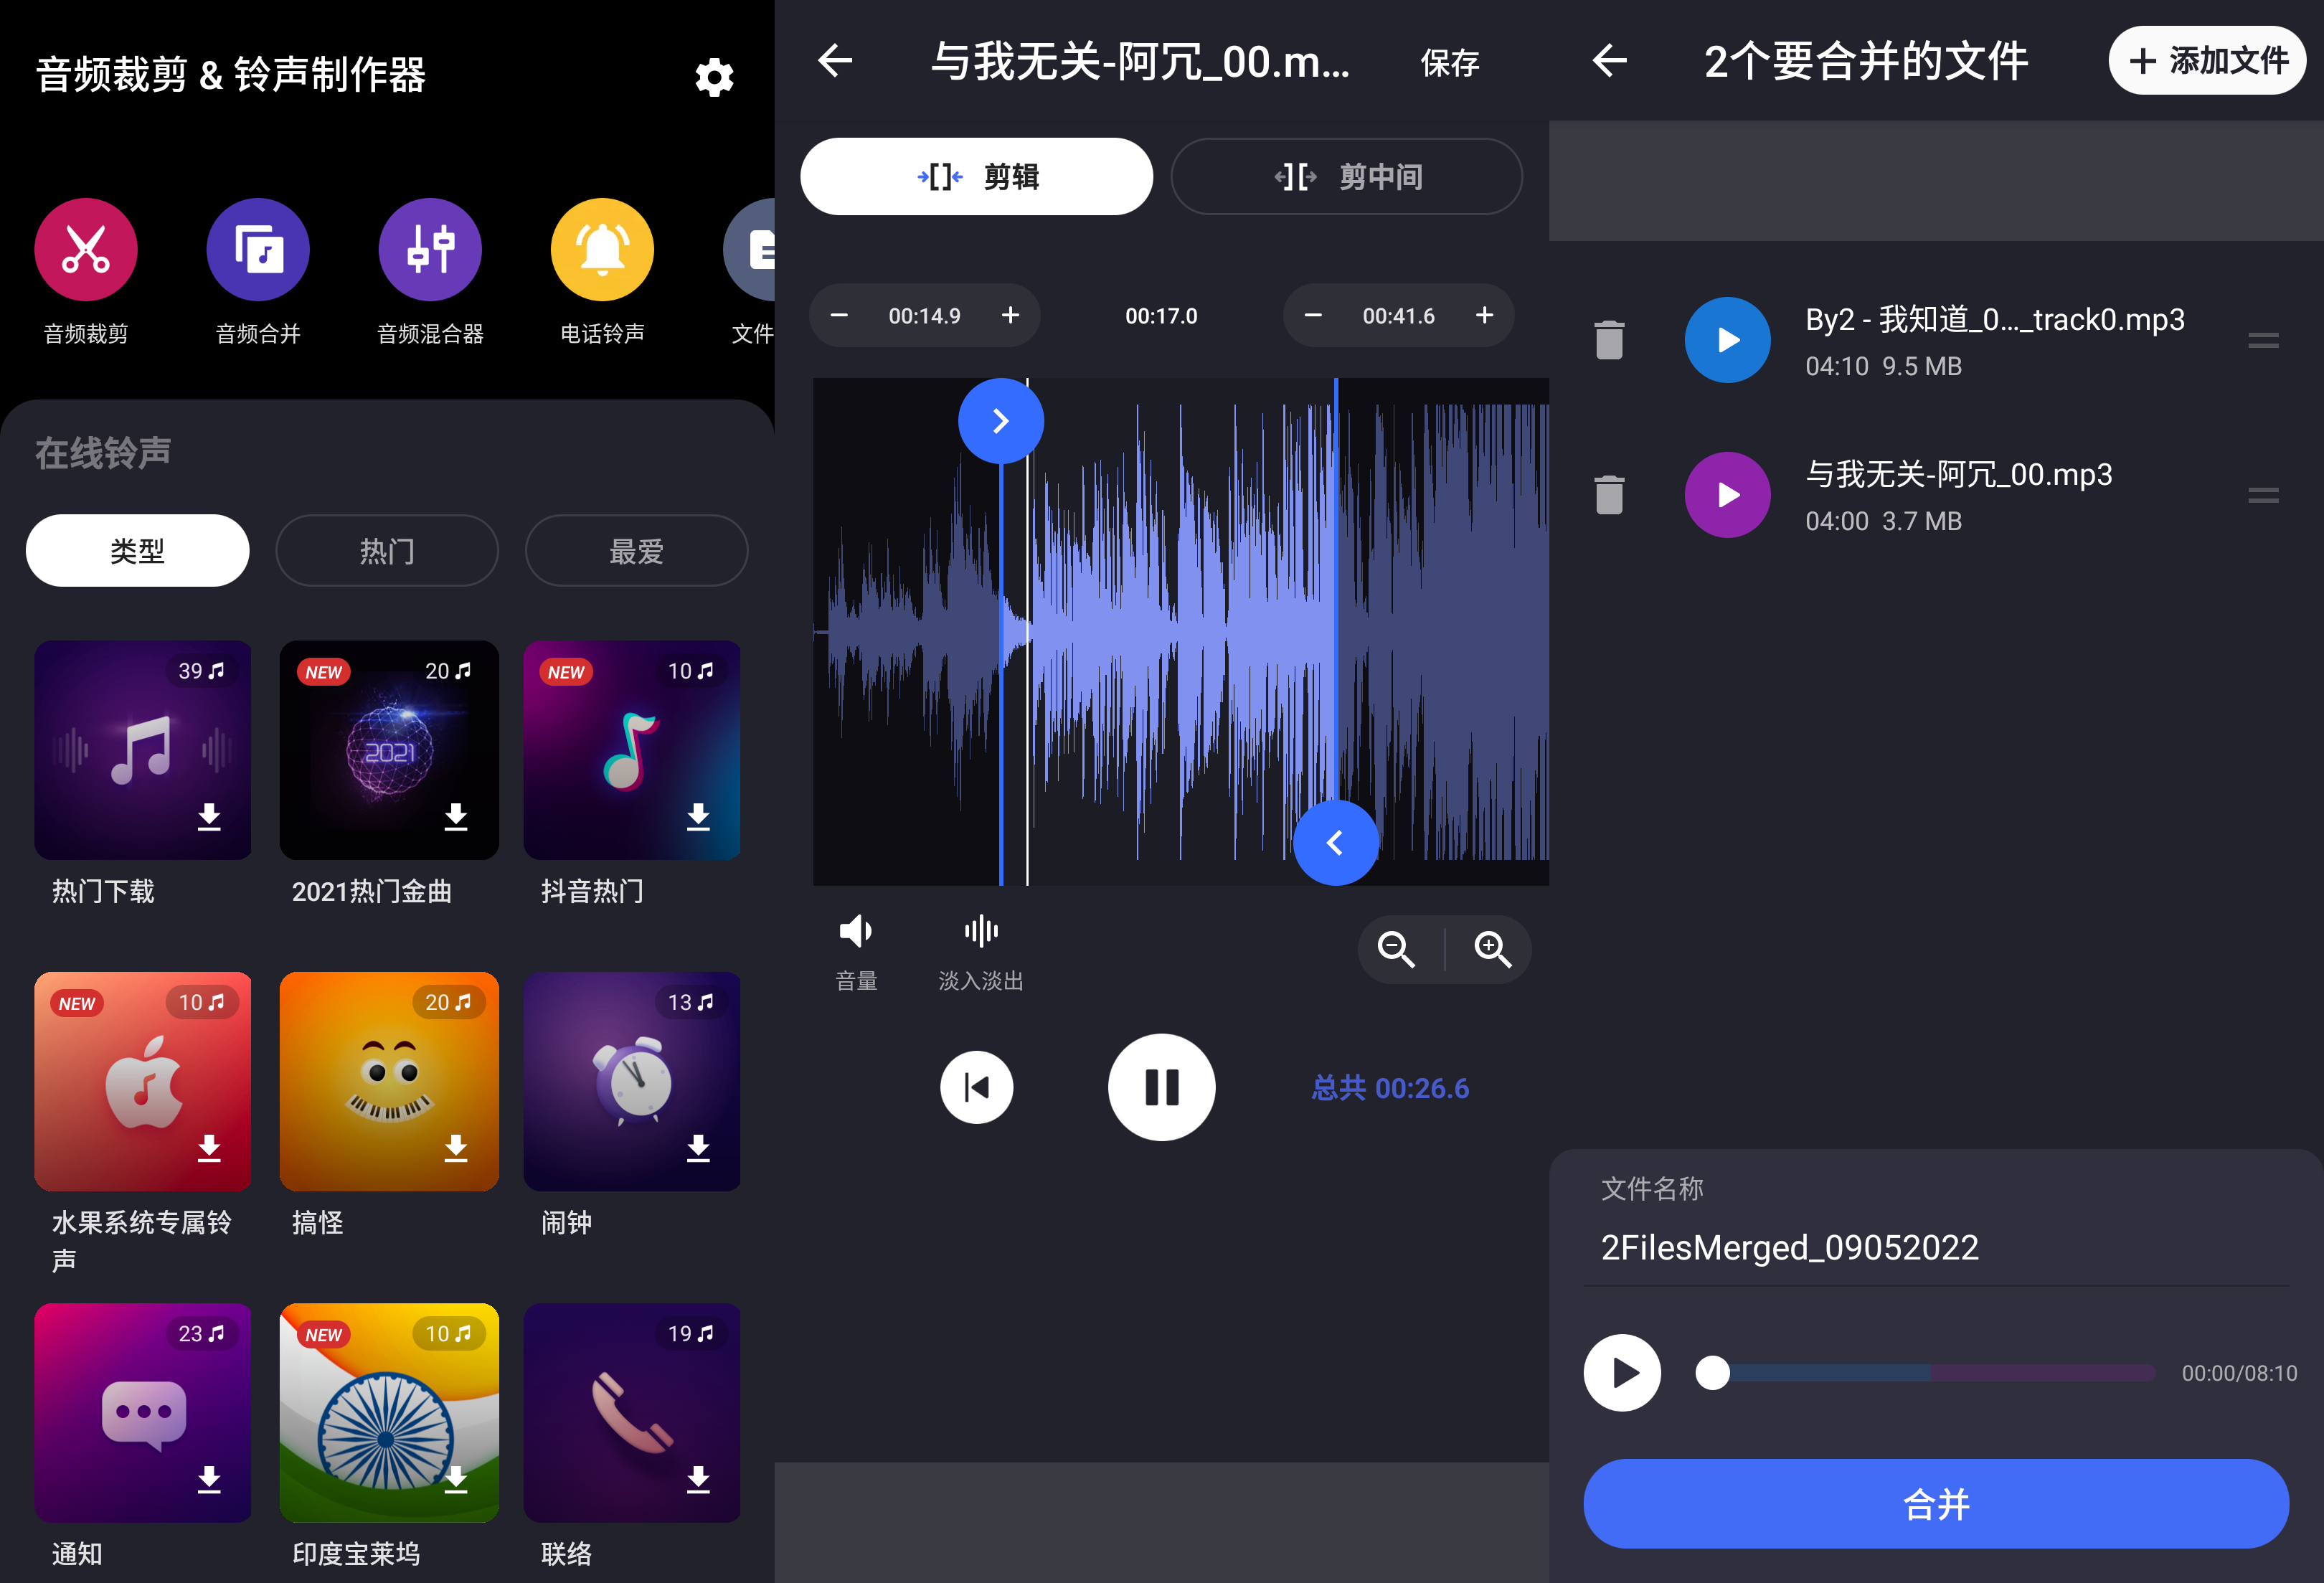 音频裁剪 & 铃声制作器
音频裁剪
音频合并
音频混合器
电话铃声
文件
在线铃声
类型
热门
最爱
39
NEW
20
NEW
10
2021
热门下载
2021热门金曲
抖音热门
NEW
10
20
13
水果系统专属铃
声
搞怪
闹钟
23
NEW
10
19
通知
印度宝莱坞
联络
与我无关-阿冗_00.m...
保存
剪辑
剪中间
00:14.9
00:17.0
00:41.6
音量
淡入淡出
总共 00:26.6
2个要合并的文件
+ 添加文件
By2 - 我知道_0..._track0.mp3
04:10 9.5 MB
与我无关-阿冗_00.mp3
04:00 3.7 MB
文件名称
2FilesMerged_09052022
00:00/08:10
合并